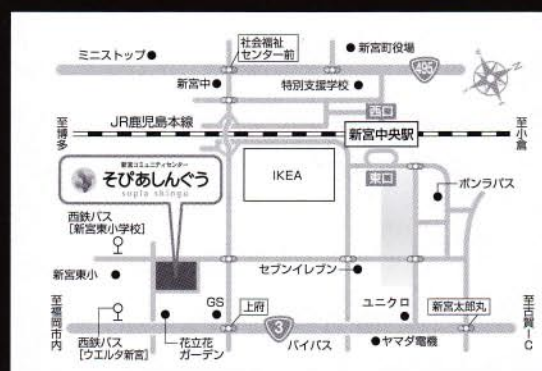 ミニストップ
社会福祉
センター前
新宮町役場
495
新宮中
特別支援学校
西口
至博多
JR鹿児島本線
新宮中央駅
至小倉
新宮コミュニティセンター
そぴあしんぐう
sopia shingu
IKEA
東口
ボンラパス
西鉄バス
[新宮東小学校]
新宮東小
セブンイレブン
至福岡市内
GS
上府
ユニクロ
新宮太郎丸
至古賀IC
3
西鉄バス
[ウエルタ新宮]
花立花
ガーデン
バイパス
ヤマダ電機